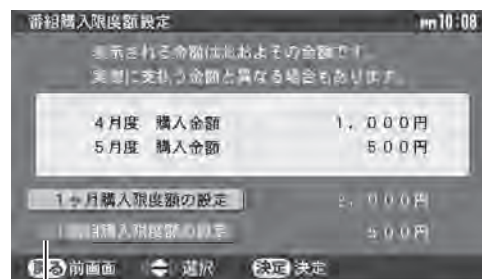 番組購入限度額設定 PM10:08
表示される金額はおおよその金額です。
実際に支払う金額と異なる場合もあります。
4月度 購入金額 1,000円
5月度 購入金額 500円
1ヶ月購入限度額の設定 2,000円
購入限度額の設定 500円
戻る 前画面 選択 決定 決定